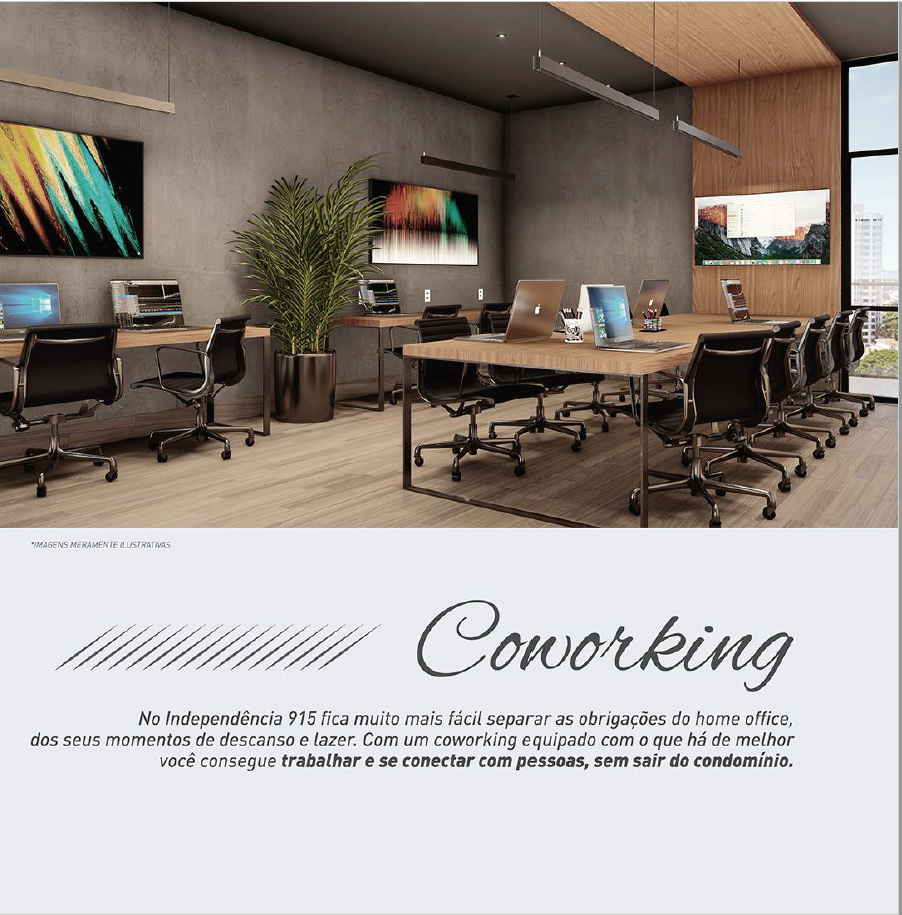 *IMAGENS MERAMENTE ILUSTRATIVAS
Coworking
No Independência 915 fica muito mais fácil separar as obrigações do home office,
dos seus momentos de descanso e lazer. Com um coworking equipado com o que há de melhor
você consegue trabalhar e se conectar com pessoas, sem sair do condomínio.